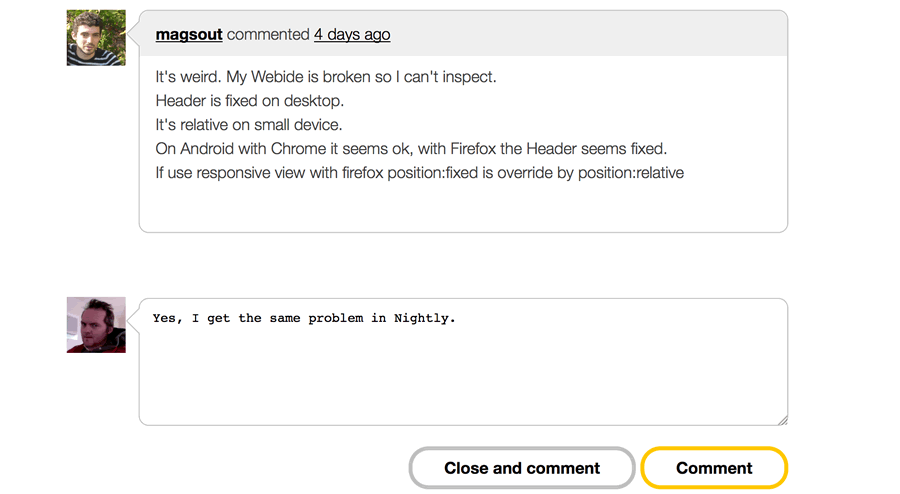 magsout commented 4 days ago
It's weird. My Webide is broken so I can't inspect.
Header is fixed on desktop.
It's relative on small device.
On Android with Chrome it seems ok, with Firefox the Header seems fixed.
If use responsive view with firefox position:fixed is override by position:relative
Yes, I get the same problem in Nightly.
Close and comment
Comment